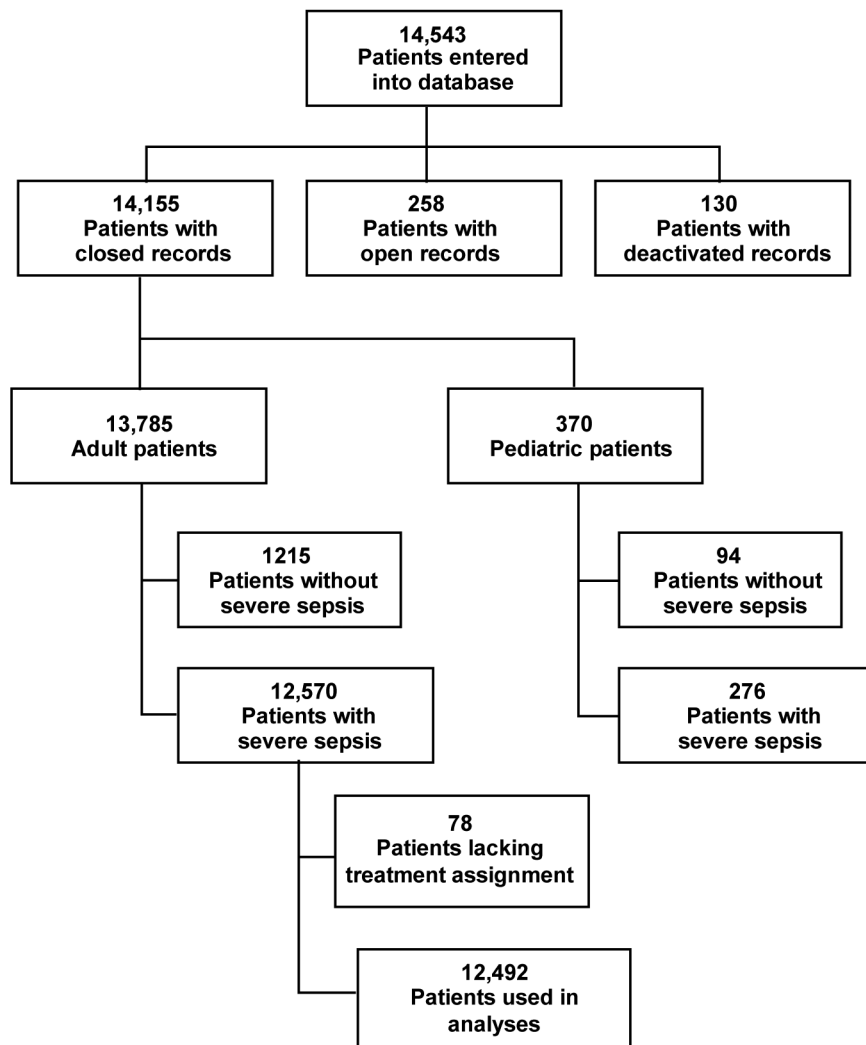 14,543
Patients entered
into database
14,155
Patients with
closed records
258
Patients with
open records
130
Patients with
deactivated records
13,785
Adult patients
370
Pediatric patients
1215
Patients without
severe sepsis
94
Patients without
severe sepsis
12,570
Patients with
severe sepsis
276
Patients with
severe sepsis
78
Patients lacking
treatment assignment
12,492
Patients used in
analyses